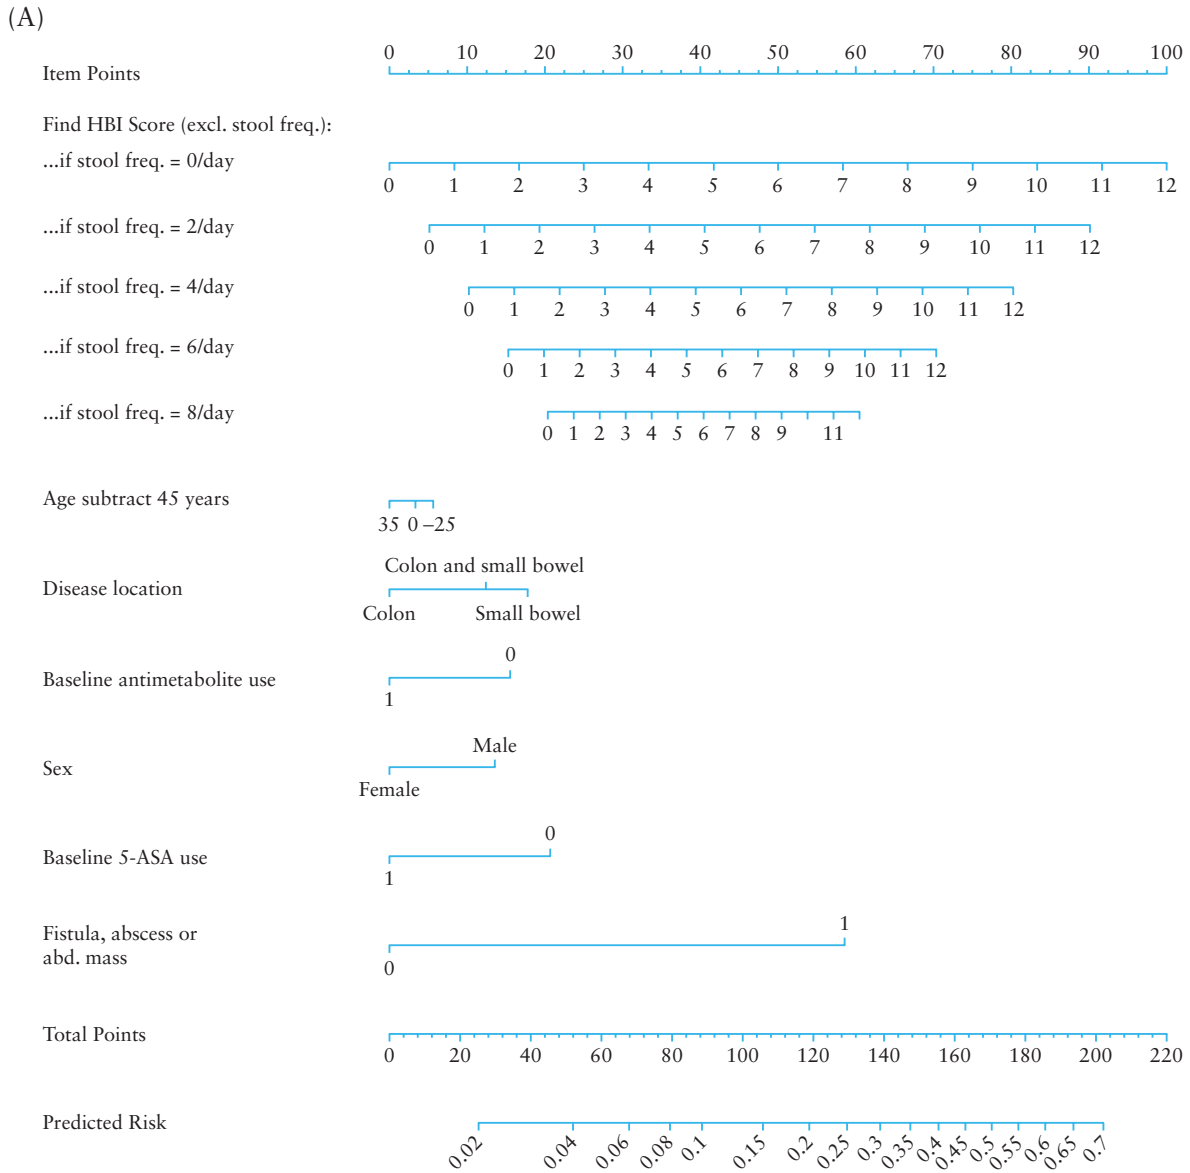 (A)
0 10 20 30 40 50 60 70 80 90 100
Item Points
Find HBI Score (excl. stool freq.):
...if stool freq. = 0/day
0 1 2 3 4 5 6 7 8 9 10 11 12
...if stool freq. = 2/day
0 1 2 3 4 5 6 7 8 9 10 11 12
...if stool freq. = 4/day
0 1 2 3 4 5 6 7 8 9 10 11 12
...if stool freq. = 6/day
0 1 2 3 4 5 6 7 8 9 10 11 12
...if stool freq. = 8/day
0 1 2 3 4 5 6 7 8 9 11
Age subtract 45 years
35 0 –25
Colon and small bowel
Disease location
Colon Small bowel
0
Baseline antimetabolite use
1
Male
Sex
Female
0
Baseline 5-ASA use
1
1
Fistula, abscess or
abd. mass
0
Total Points
0 20 40 60 80 100 120 140 160 180 200 220
Predicted Risk
0.02 0.04 0.06 0.08 0.1 0.15 0.2 0.25 0.3 0.35 0.4 0.45 0.5 0.55 0.6 0.65 0.7